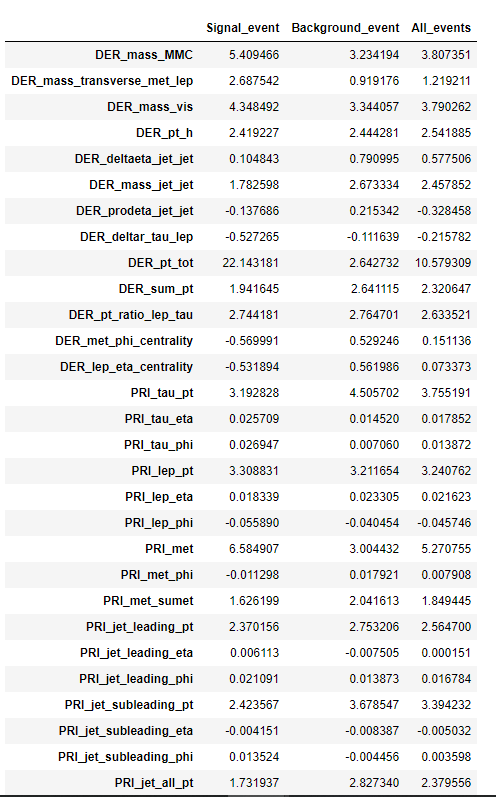 Signal_event Background_event All_events
DER_mass_MMC 5.409466 3.234194 3.807351
DER_mass_transverse_met_lep 2.687542 0.919176 1.219211
DER_mass_vis 4.348492 3.344057 3.790262
DER_pt_h 2.419227 2.444281 2.541885
DER_deltaeta_jet_jet 0.104843 0.790995 0.577506
DER_mass_jet_jet 1.782598 2.673334 2.457852
DER_prodeta_jet_jet -0.137686 0.215342 -0.328458
DER_deltar_tau_lep -0.527265 -0.111639 -0.215782
DER_pt_tot 22.143181 2.642732 10.579309
DER_sum_pt 1.941645 2.641115 2.320647
DER_pt_ratio_lep_tau 2.744181 2.764701 2.633521
DER_met_phi_centrality -0.569991 0.529246 0.151136
DER_lep_eta_centrality -0.531894 0.561986 0.073373
PRI_tau_pt 3.192828 4.505702 3.755191
PRI_tau_eta 0.025709 0.014520 0.017852
PRI_tau_phi 0.026947 0.007060 0.013872
PRI_lep_pt 3.308831 3.211654 3.240762
PRI_lep_eta 0.018339 0.023305 0.021623
PRI_lep_phi -0.055890 -0.040454 -0.045746
PRI_met 6.584907 3.004432 5.270755
PRI_met_phi -0.011298 0.017921 0.007908
PRI_met_sumet 1.626199 2.041613 1.849445
PRI_jet_leading_pt 2.370156 2.753206 2.564700
PRI_jet_leading_eta 0.006113 -0.007505 0.000151
PRI_jet_leading_phi 0.021091 0.013873 0.016784
PRI_jet_subleading_pt 2.423567 3.678547 3.394232
PRI_jet_subleading_eta -0.004151 -0.008387 -0.005032
PRI_jet_subleading_phi 0.013524 -0.004456 0.003598
PRI_jet_all_pt 1.731937 2.827340 2.379556